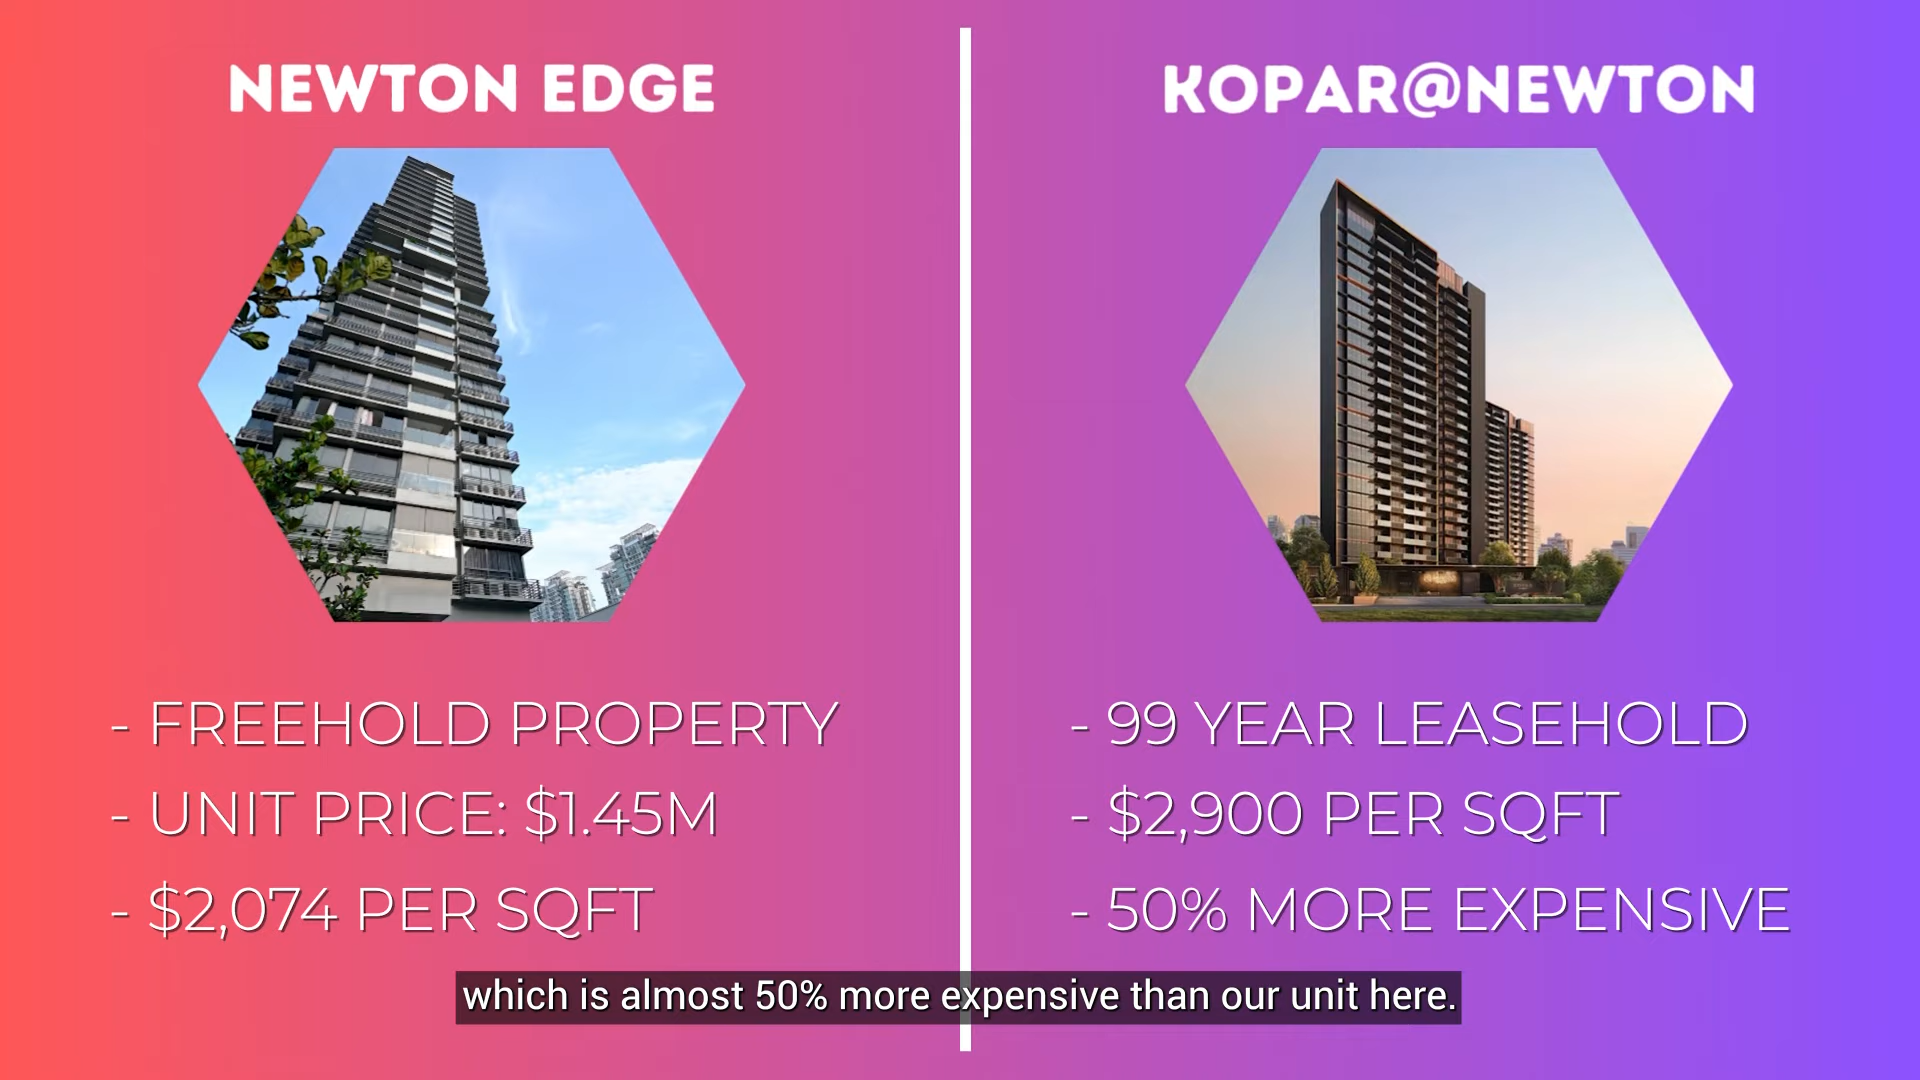 NEWTON EDGE
- FREEHOLD PROPERTY
- UNIT PRICE: $1.45M
- $2,074 PER SQFT
KOPAR@NEWTON
- 99 YEAR LEASEHOLD
- $2,900 PER SQFT
- 50% MORE EXPENSIVE
which is almost 50% more expensive than our unit here.